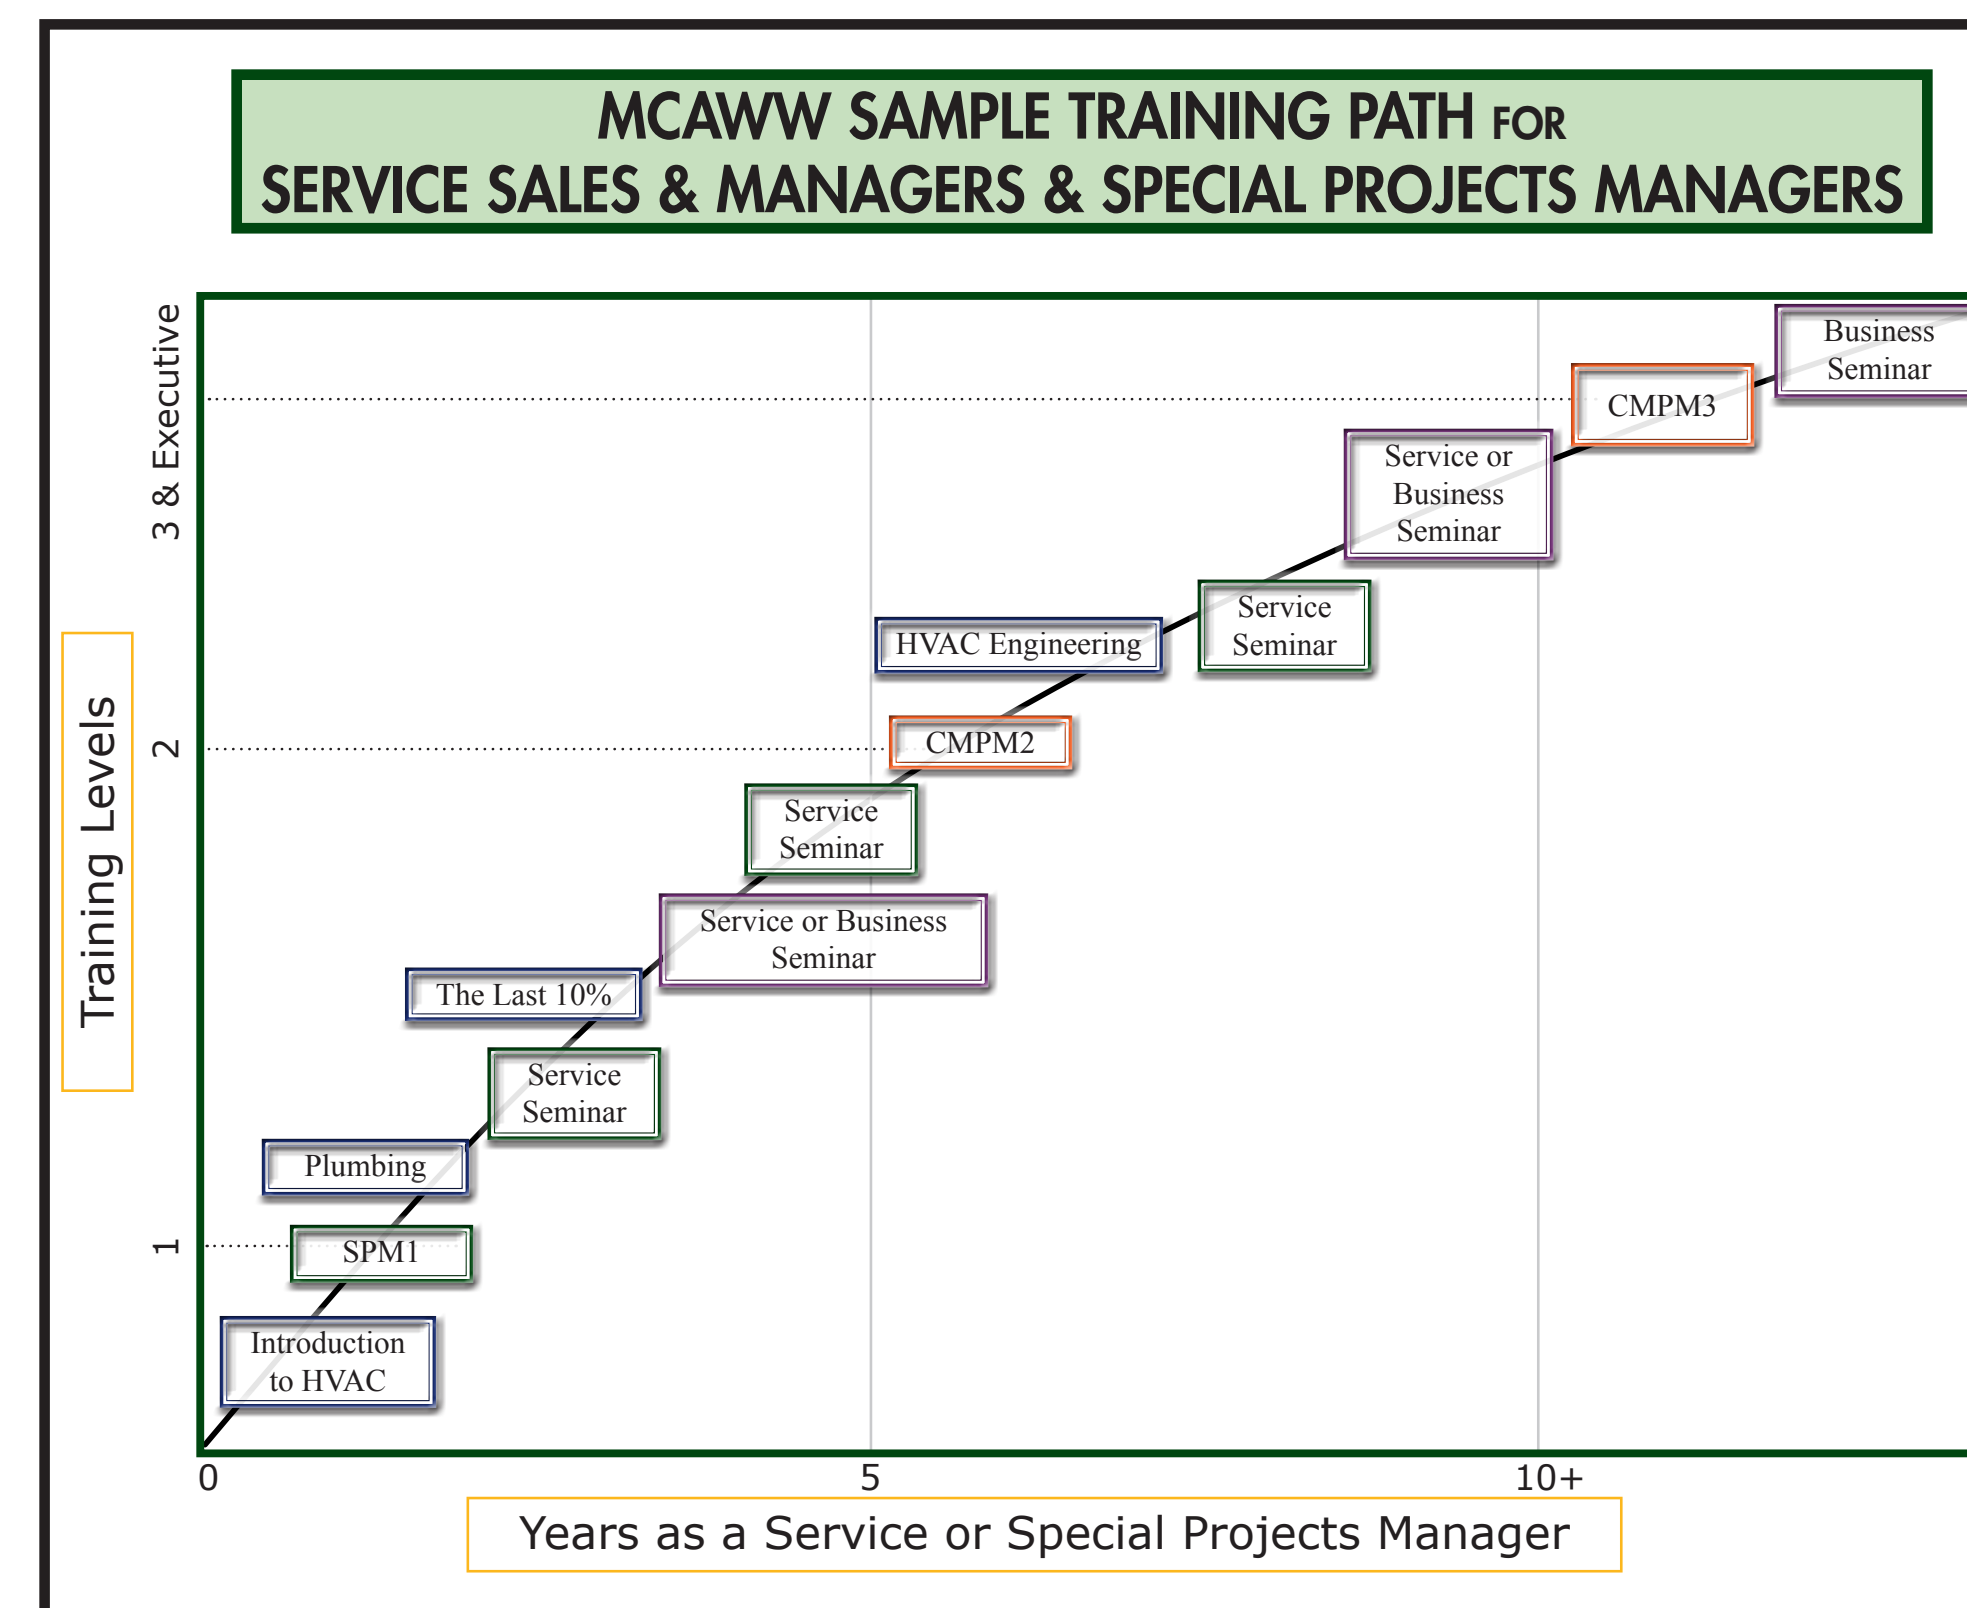 MCAWW SAMPLE TRAINING PATH FOR
SERVICE SALES & MANAGERS & SPECIAL PROJECTS MANAGERS
3 & Executive
2
1
Training Levels
Business
Seminar
CMPM3
Service or
Business
Seminar
Service
Seminar
HVAC Engineering
CMPM2
Service
Seminar
Service or Business
Seminar
The Last 10%
Service
Seminar
Plumbing
SPM1
Introduction
to HVAC
0
5
10+
Years as a Service or Special Projects Manager